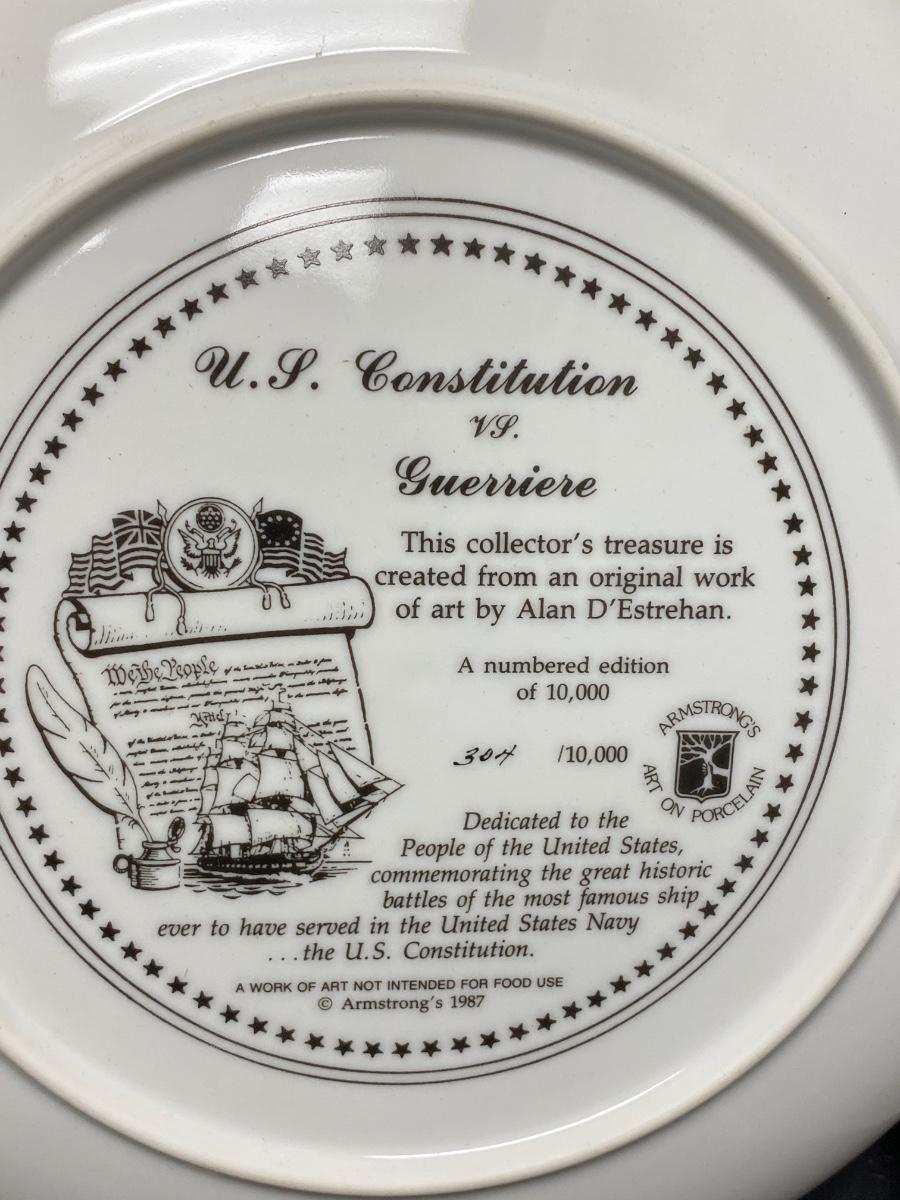 U.S. Constitution
VS.
Guerriere
This collector's treasure is
created from an original work
of art by Alan D'Estrehan.
We the People
A numbered edition
of 10,000
304 /10,000
ARMSTRONG'S
ART ON PORCELAIN
Dedicated to the
People of the United States,
commemorating the great historic
battles of the most famous ship
ever to have served in the United States Navy
...the U.S. Constitution.
A WORK OF ART NOT INTENDED FOR FOOD USE
© Armstrong's 1987